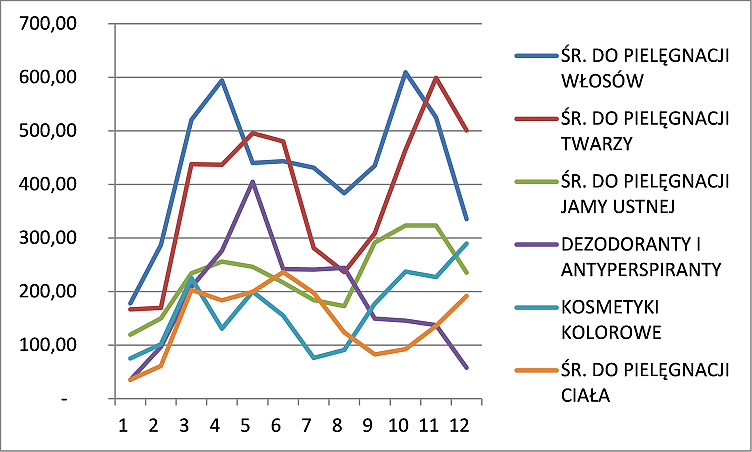 700,00
600,00
500,00
400,00
300,00
200,00
100,00
-
1 2 3 4 5 6 7 8 9 10 11 12
ŚR. DO PIELĘGNACJI
WŁOSÓW
ŚR. DO PIELĘGNACJI
TWARZY
ŚR. DO PIELĘGNACJI
JAMY USTNEJ
DEZODORANTY I
ANTYPERSPIRANTY
KOSMETYKI
KOLOROWE
ŚR. DO PIELĘGNACJI
CIAŁA